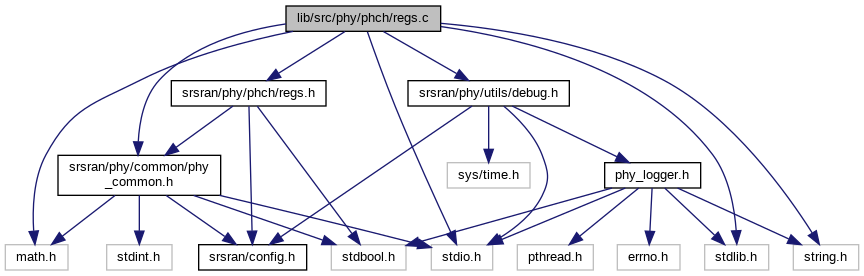 lib/src/phy/phch/regs.c
srsran/phy/phch/regs.h
srsran/phy/utils/debug.h
srsran/phy/common/phy
_common.h
sys/time.h
phy_logger.h
math.h
stdint.h
srsran/config.h
stdbool.h
stdio.h
pthread.h
errno.h
stdlib.h
string.h